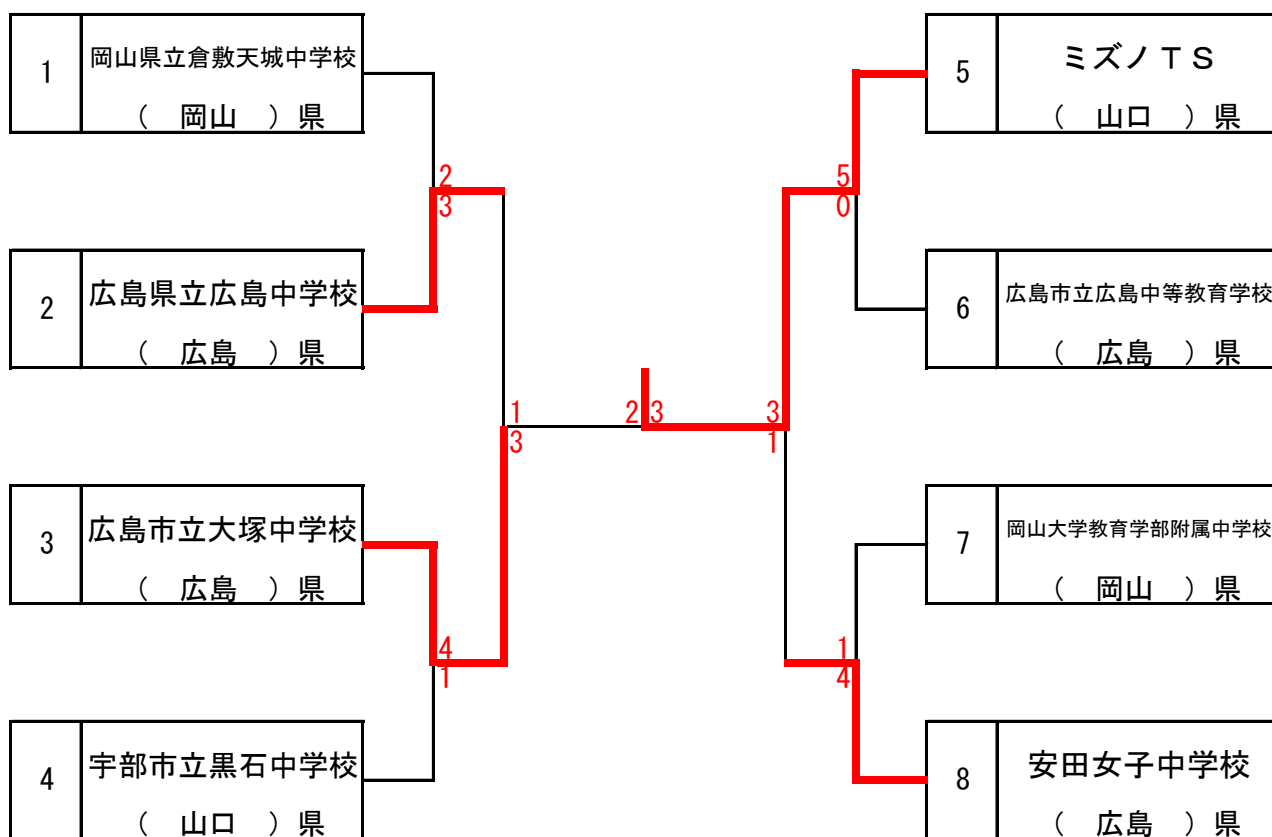 1
岡山県立倉敷天城中学校
（ 岡山 ）県
2
3
2
広島県立広島中学校
（ 広島 ）県
1
3
3
広島市立大塚中学校
（ 広島 ）県
4
1
4
宇部市立黒石中学校
（ 山口 ）県
2 3
5
ミズノＴＳ
（ 山口 ）県
5
0
6
広島市立広島中等教育学校
（ 広島 ）県
3
1
7
岡山大学教育学部附属中学校
（ 岡山 ）県
1
4
8
安田女子中学校
（ 広島 ）県